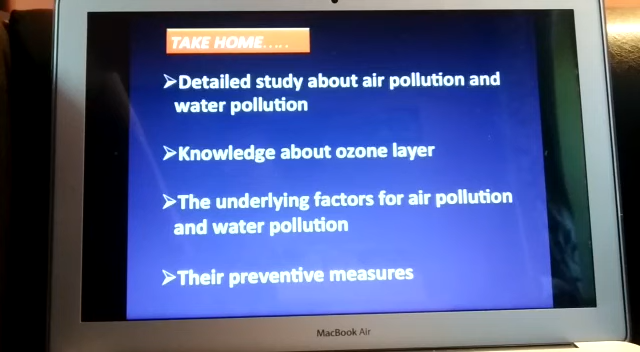 TAKE HOME.....
➢Detailed study about air pollution and
water pollution
➢Knowledge about ozone layer
➢The underlying factors for air pollution
and water pollution
➢Their preventive measures
MacBook Air